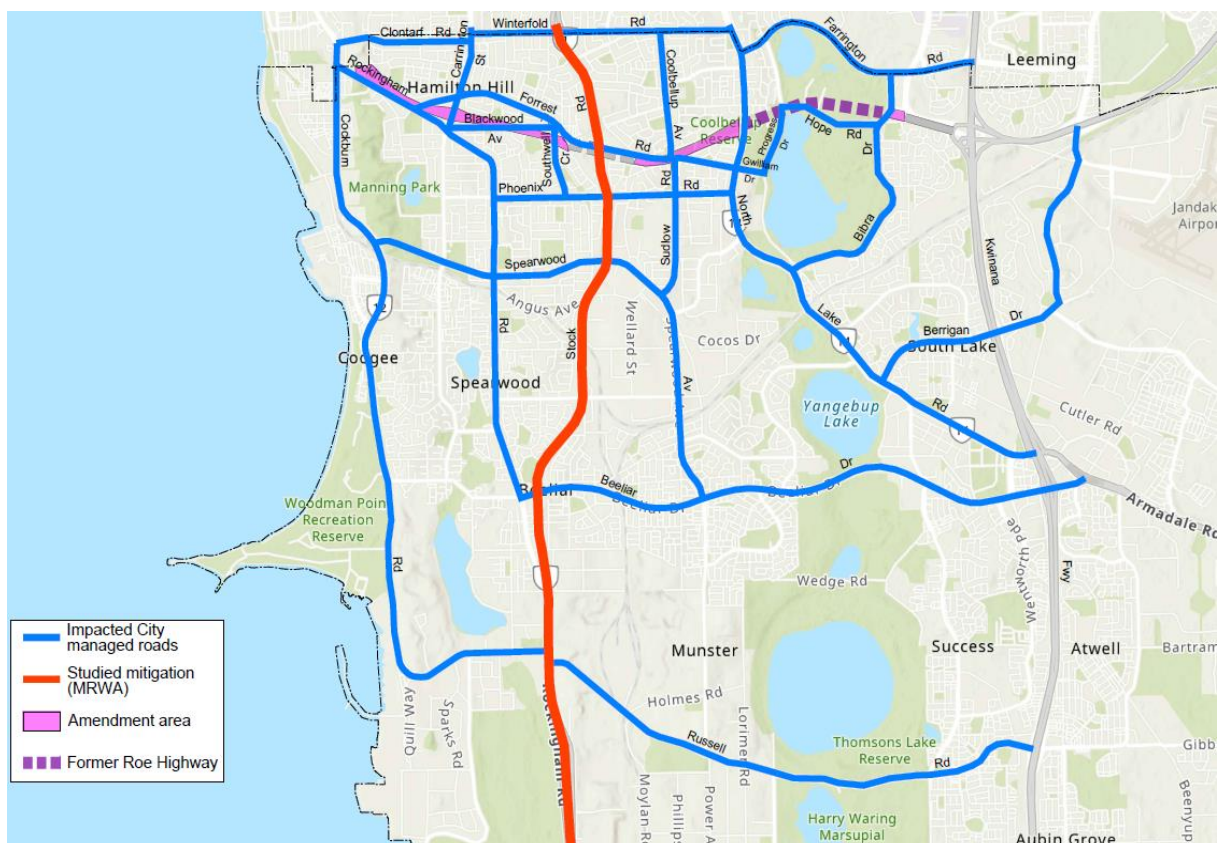 Winterfold
Rd
Clontarf Rd
Carrington
St
Farrington
Rd
Leeming
Rockingham
Hamilton Hill
Forrest
Rd
Coolbellup
Av
Blackwood
Av
Southwell
Cr
Rd
Coolbellup
Reserve
Progress
Dr
Hope
Rd
Dr
Cockburn
Manning Park
Phoenix
Rd
Rd
Gwilliam
Dr
North
Bibra
Jandakot
Airport
Kwinana
Sudlow
Spearwood
Angus Ave
12
Rd
Stock
Wellard St
Spearwood Ave
Cocos Dr
Lake
14
Berrigan
Dr
South Lake
Coogee
Spearwood
Av
Yangebup
Lake
Rd
14
Cutler Rd
Beeliar
Beeliar
Dr
Beeliar Dr
Beeliar Dr
Armadale Rd
Woodman Point
Recreation
Reserve
Rd
Wentworth Pde
Fwy
Wedge Rd
Munster
Success
Atwell
Bartram
Holmes Rd
Quill Way
Sparks Rd
Rockingham Rd
Russell
Rd
Lorimer Rd
Thomsons Lake
Reserve
Gibb
Moylan Rd
Phillips
Power A
Beenyup
Harry Waring
Marsupial
Aubin Grove
Impacted City
managed roads
Studied mitigation
(MRWA)
Amendment area
Former Roe Highway